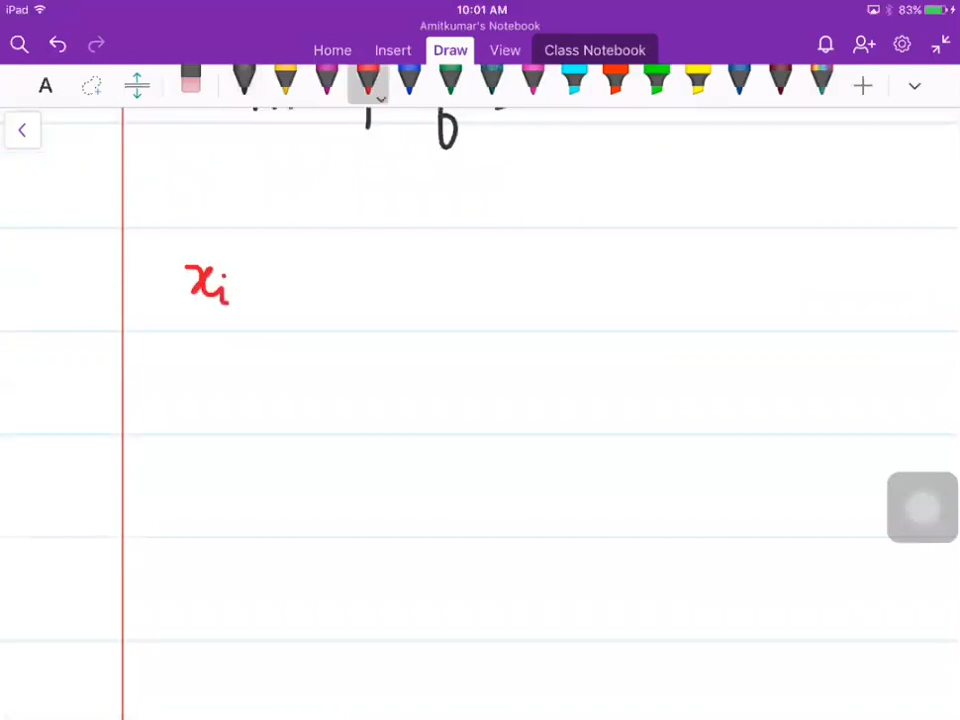 iPad 10:01 AM 83%
Amitkumar's Notebook
Home Insert Draw View Class Notebook
A
xi